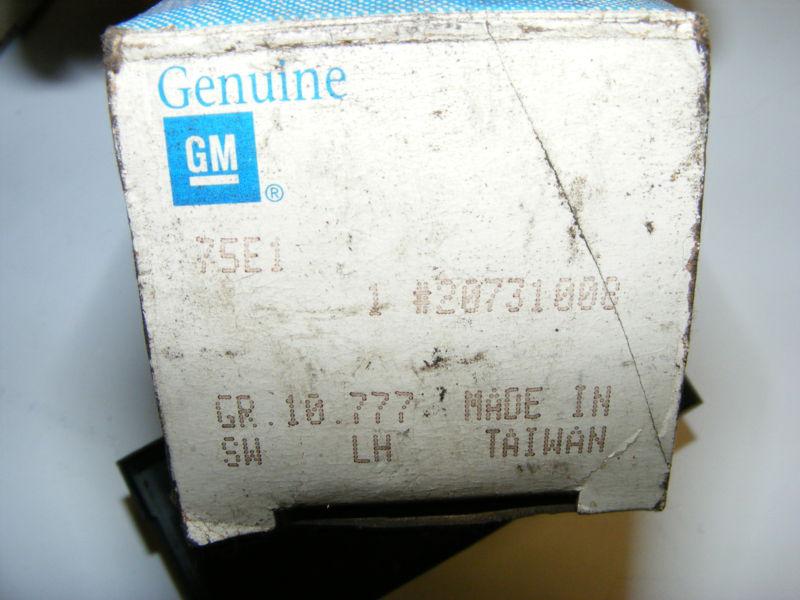 Genuine
GM ®
75E1
1 #20731008
GR.10.777 MADE IN
SW LH TAIWAN